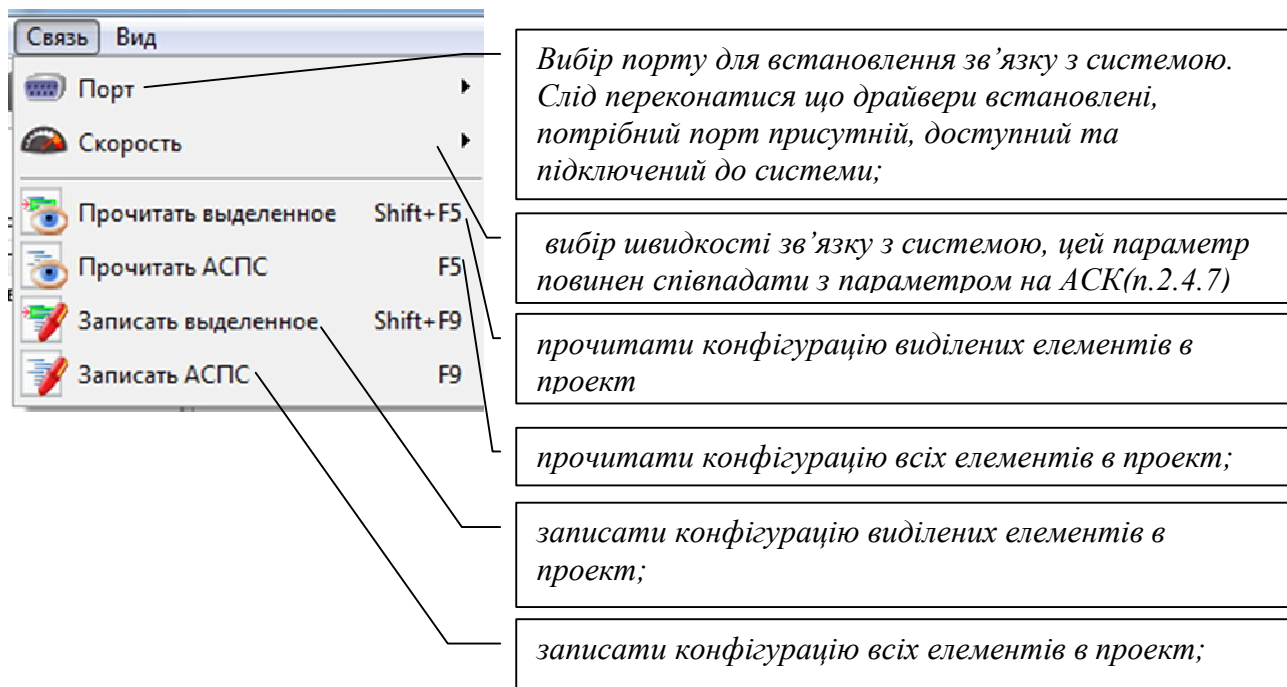 Связь Вид
Порт
Скорость
Прочитать выделенное Shift+F5
Прочитать АСПС F5
Записать выделенное Shift+F9
Записать АСПС F9
Вибір порту для встановлення зв’язку з системою.
Слід переконатися що драйвери встановлені,
потрібний порт присутній, доступний та
підключений до системи;
вибір швидкості зв’язку з системою, цей параметр
повинен співпадати з параметром на АСК(п.2.4.7)
прочитати конфігурацію виділених елементів в
проект
прочитати конфігурацію всіх елементів в проект;
записати конфігурацію виділених елементів в
проект;
записати конфігурацію всіх елементів в проект;